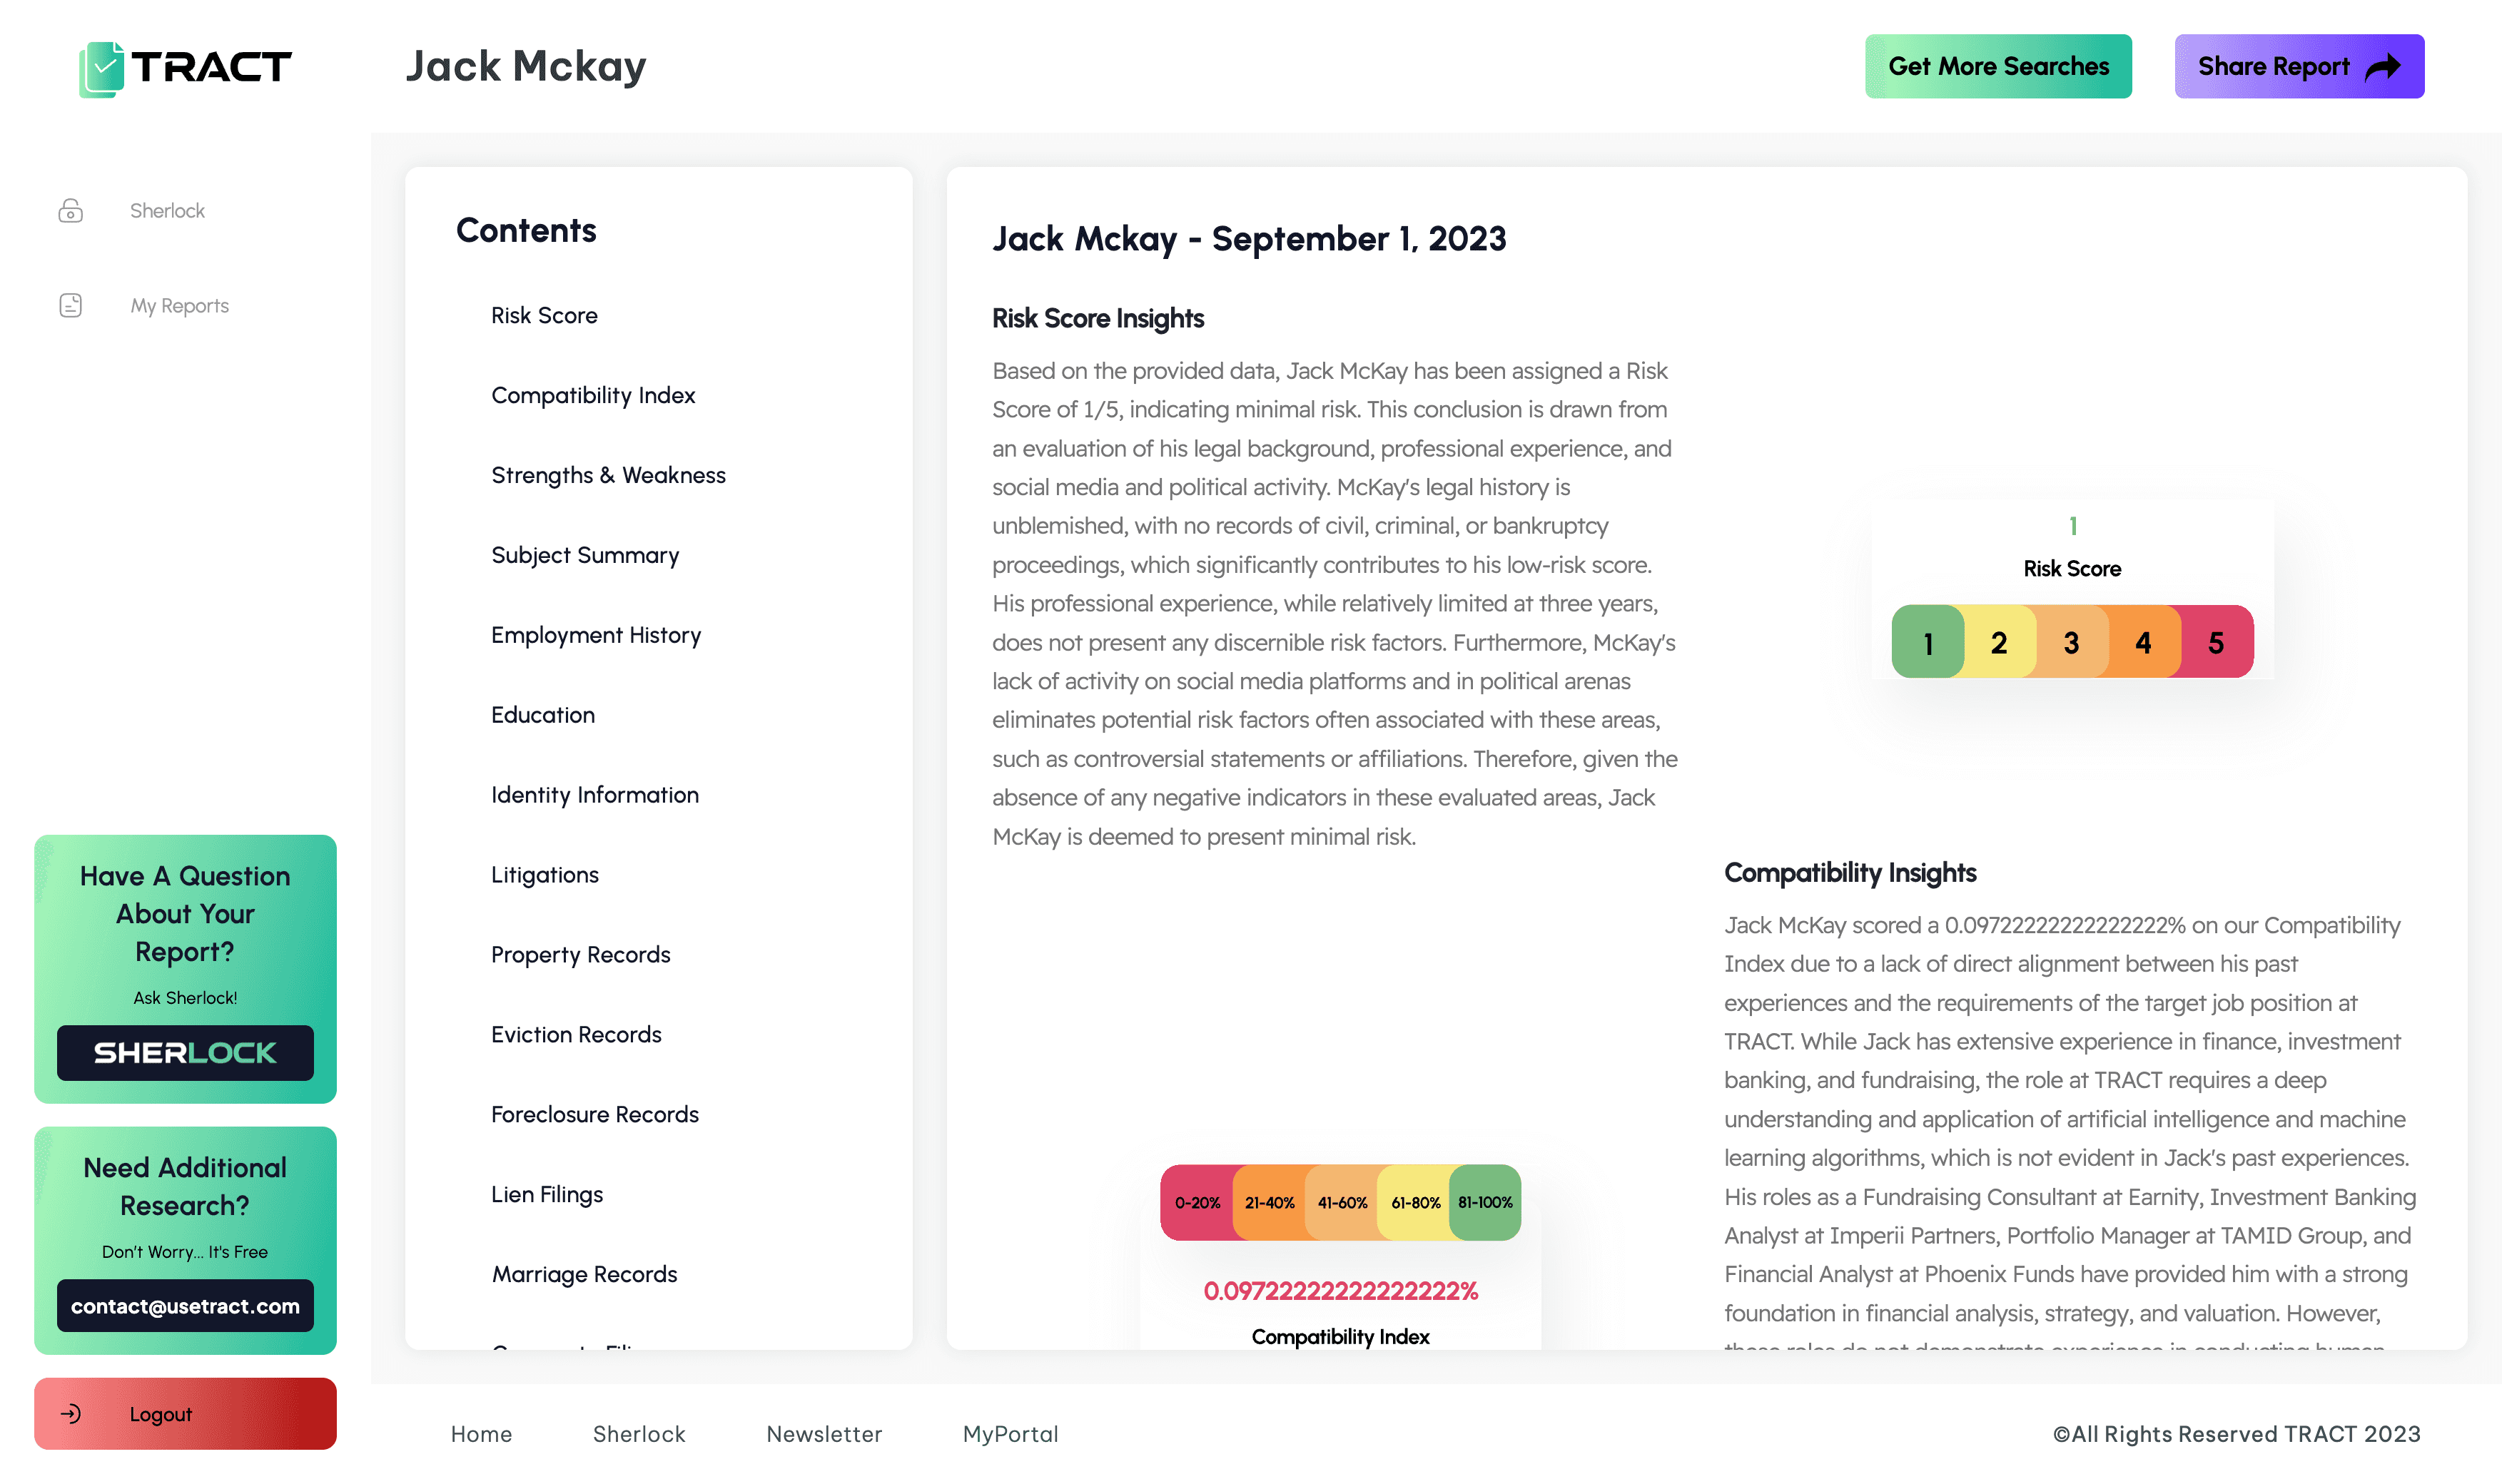 TRACT
Jack Mckay
Get More Searches
Share Report
Sherlock
My Reports
Have A Question
About Your
Report?
Ask Sherlock!
SHERLOCK
Need Additional
Research?
Don't Worry... It's Free
contact@usetract.com
Logout
Contents
Risk Score
Compatibility Index
Strengths & Weakness
Subject Summary
Employment History
Education
Identity Information
Litigations
Property Records
Eviction Records
Foreclosure Records
Lien Filings
Marriage Records
Jack Mckay - September 1, 2023
Risk Score Insights
Based on the provided data, Jack McKay has been assigned a Risk
Score of 1/5, indicating minimal risk. This conclusion is drawn from
an evaluation of his legal background, professional experience, and
social media and political activity. McKay's legal history is
unblemished, with no records of civil, criminal, or bankruptcy
proceedings, which significantly contributes to his low-risk score.
His professional experience, while relatively limited at three years,
does not present any discernible risk factors. Furthermore, McKay's
lack of activity on social media platforms and in political arenas
eliminates potential risk factors often associated with these areas,
such as controversial statements or affiliations. Therefore, given the
absence of any negative indicators in these evaluated areas, Jack
McKay is deemed to present minimal risk.
1
Risk Score
1 2 3 4 5
0-20% 21-40% 41-60% 61-80% 81-100%
0.09722222222222222%
Compatibility Index
Compatibility Insights
Jack McKay scored a 0.09722222222222222% on our Compatibility
Index due to a lack of direct alignment between his past
experiences and the requirements of the target job position at
TRACT. While Jack has extensive experience in finance, investment
banking, and fundraising, the role at TRACT requires a deep
understanding and application of artificial intelligence and machine
learning algorithms, which is not evident in Jack's past experiences.
His roles as a Fundraising Consultant at Earnity, Investment Banking
Analyst at Imperii Partners, Portfolio Manager at TAMID Group, and
Financial Analyst at Phoenix Funds have provided him with a strong
foundation in financial analysis, strategy, and valuation. However,
these roles do not demonstrate experience in conducting human
Home
Sherlock
Newsletter
MyPortal
©All Rights Reserved TRACT 2023